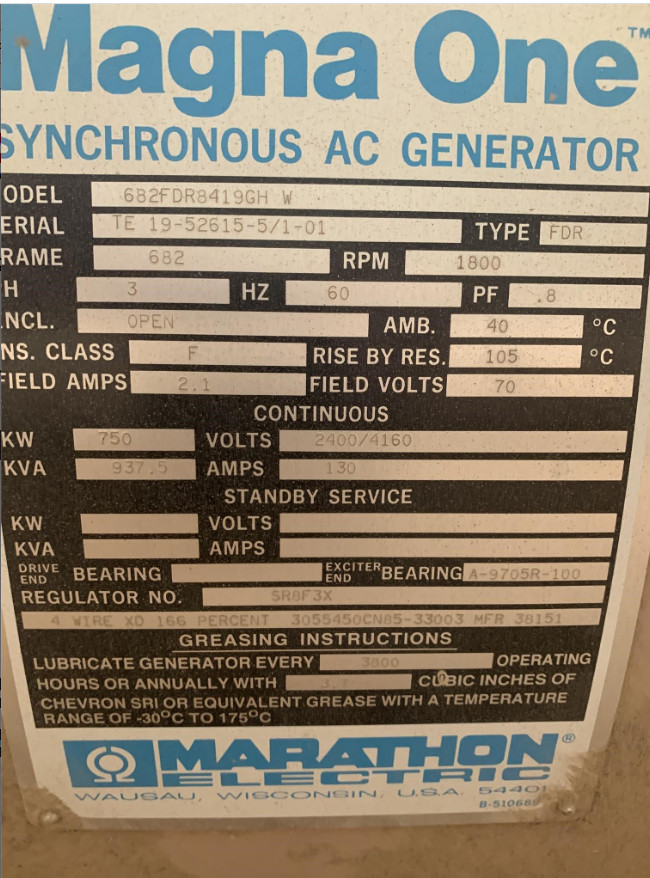 Magna One™
SYNCHRONOUS AC GENERATOR
ODEL 682FDR8419GH W
ERIAL TE 19-52615-5/1-01 TYPE FDR
RAME 682 RPM 1800
H 3 HZ 60 PF .8
NCL. OPEN AMB. 40 °C
NS. CLASS F RISE BY RES. 105 °C
FIELD AMPS 2.1 FIELD VOLTS 70
CONTINUOUS
KW 750 VOLTS 2400/4160
KVA 937.5 AMPS 130
STANDBY SERVICE
KW VOLTS
KVA AMPS
DRIVE END BEARING EXCITER END BEARING A-9705R-100
REGULATOR NO. SR8F3X
4 WIRE XD 166 PERCENT 3055450CN85-33003 MFR 38151
GREASING INSTRUCTIONS
LUBRICATE GENERATOR EVERY 3800 OPERATING
HOURS OR ANNUALLY WITH CUBIC INCHES OF
CHEVRON SRI OR EQUIVALENT GREASE WITH A TEMPERATURE
RANGE OF -30°C TO 175°C
MARATHON®
ELECTRIC
WAUSAU, WISCONSIN, U.S.A. 54401